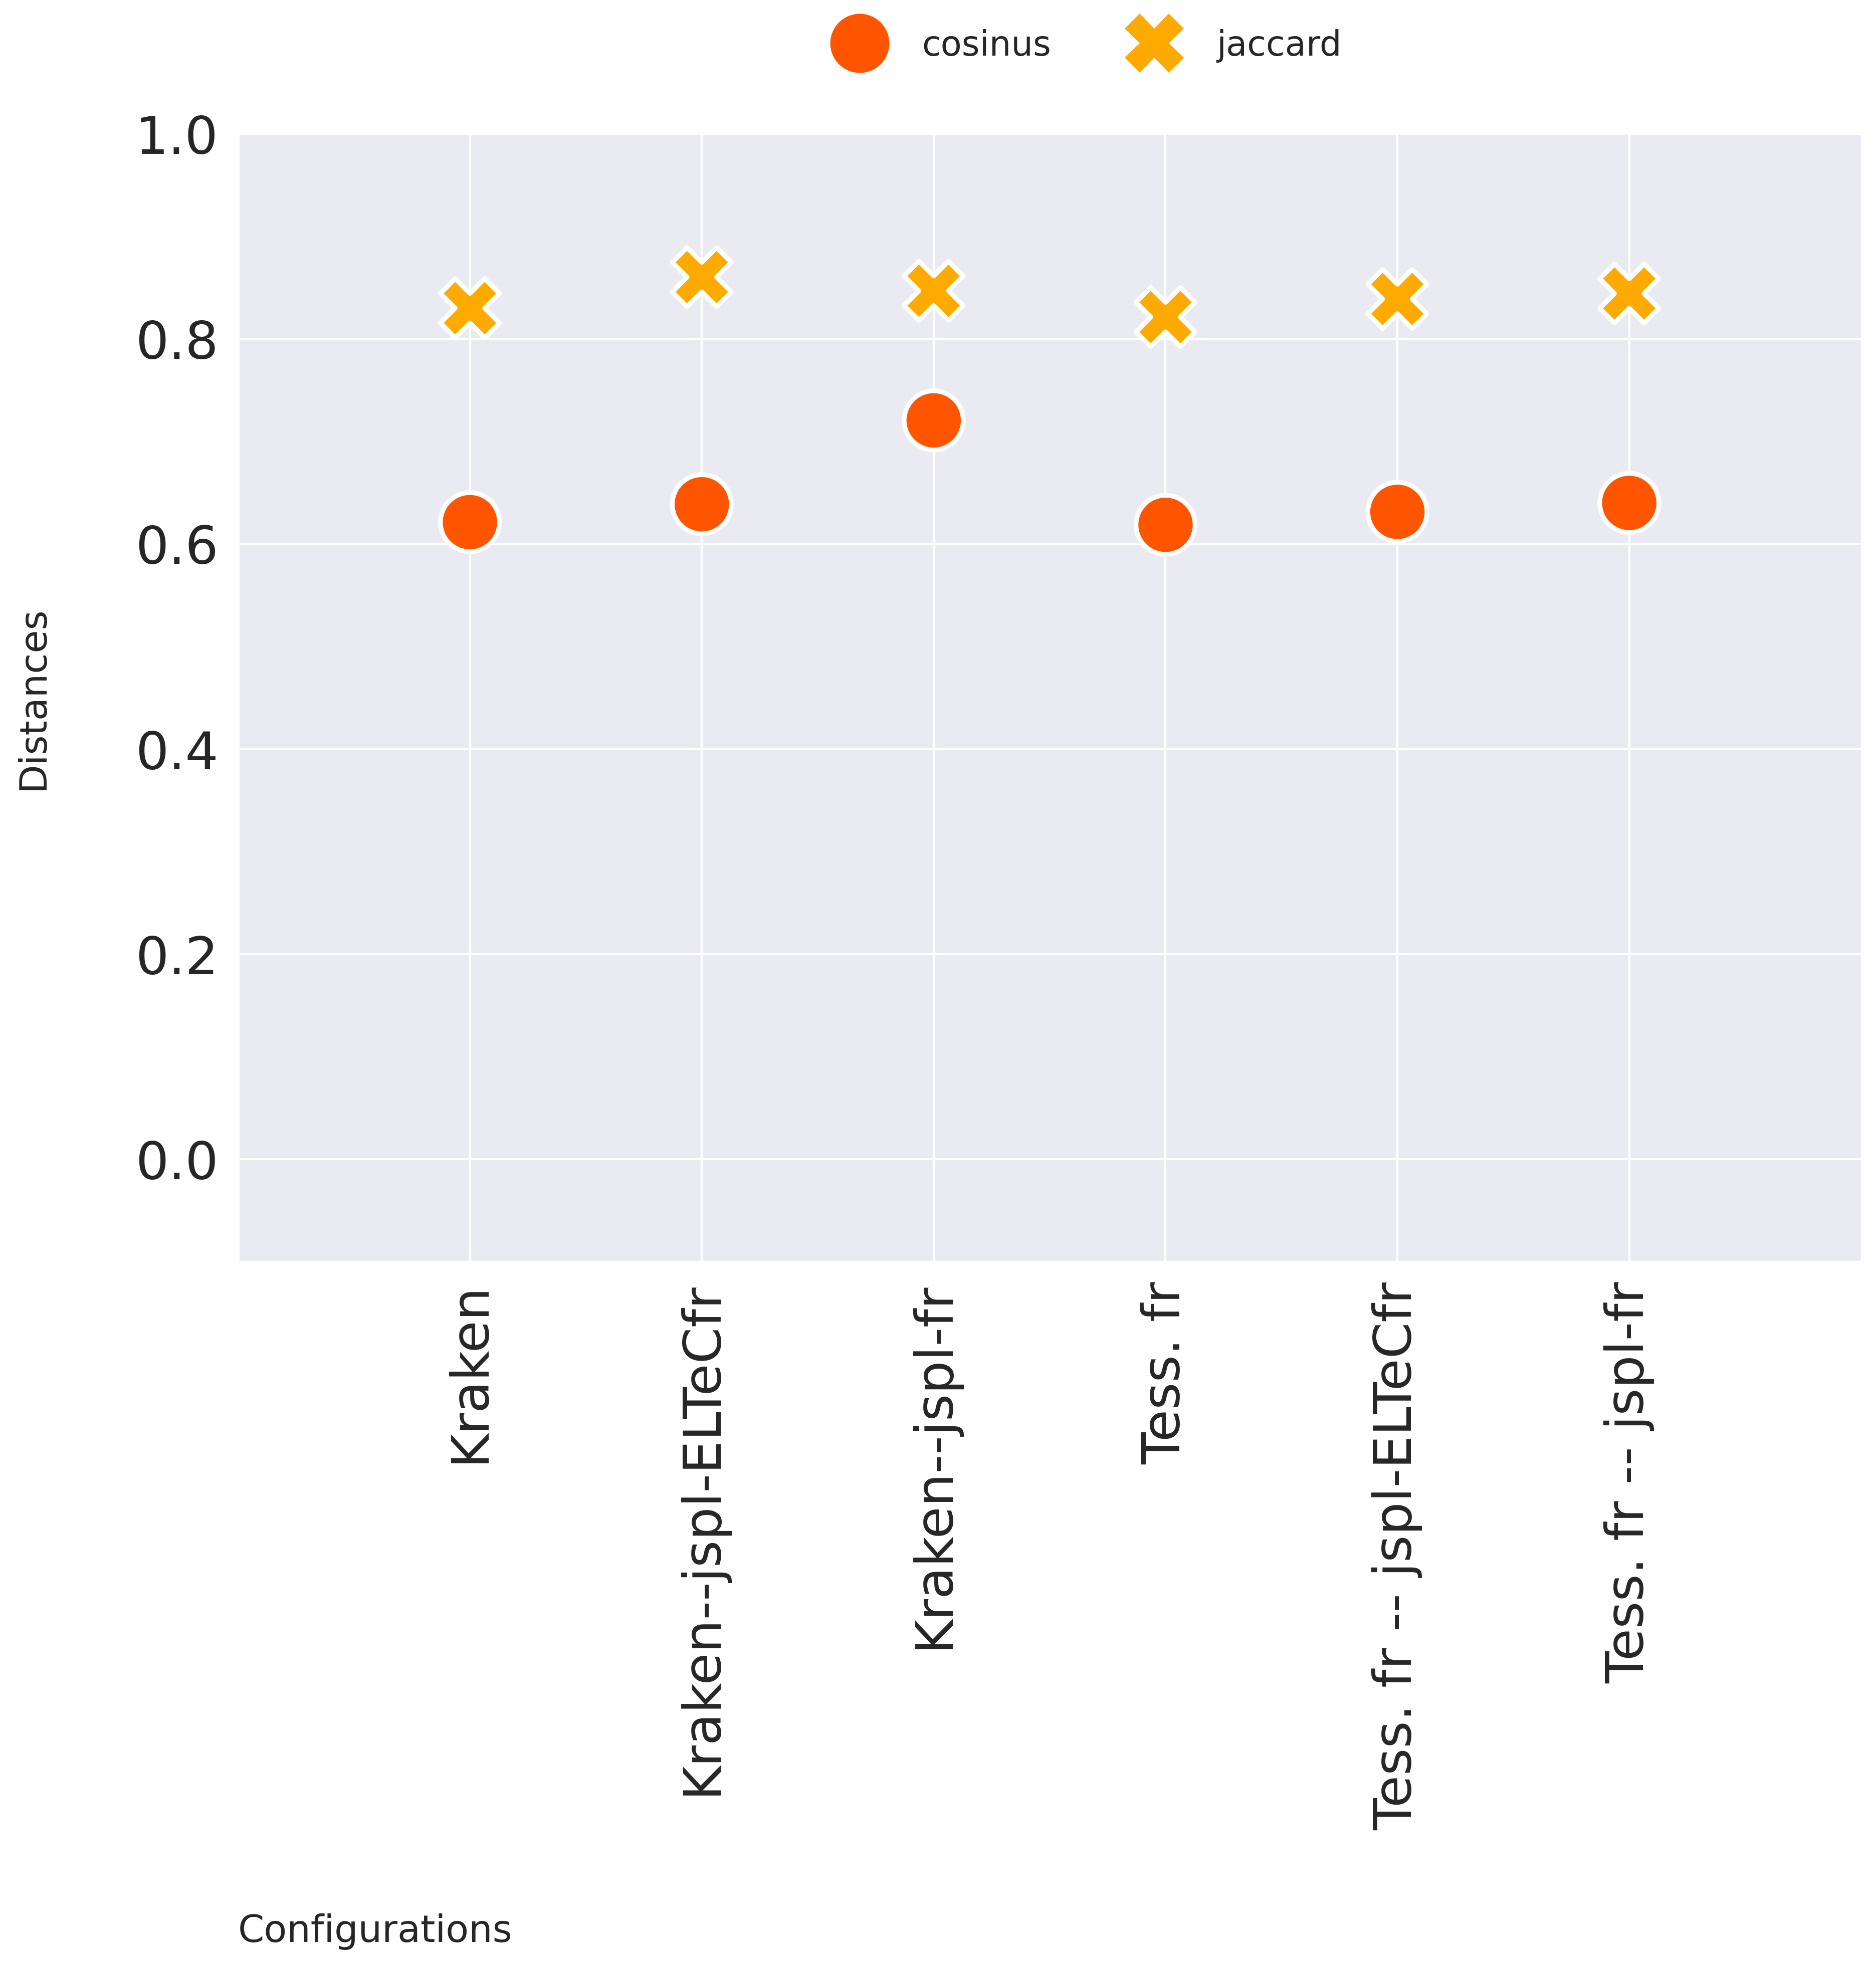 cosinus jaccard
1.0
0.8
0.6
0.4
0.2
0.0
Distances
Kraken
Kraken--jspl-ELTeCfr
Kraken--jspl-fr
Tess. fr
Tess. fr -- jspl-ELTeCfr
Tess. fr -- jspl-fr
Configurations